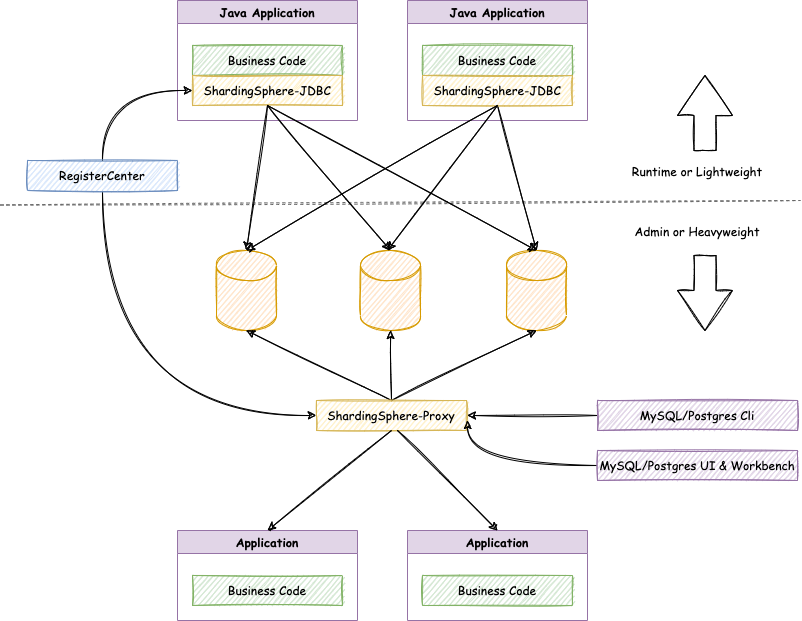 Java Application
Java Application
Business Code
Business Code
ShardingSphere-JDBC
ShardingSphere-JDBC
RegisterCenter
Runtime or Lightweight
Admin or Heavyweight
ShardingSphere-Proxy
MySQL/Postgres Cli
MySQL/Postgres UI & Workbench
Application
Application
Business Code
Business Code